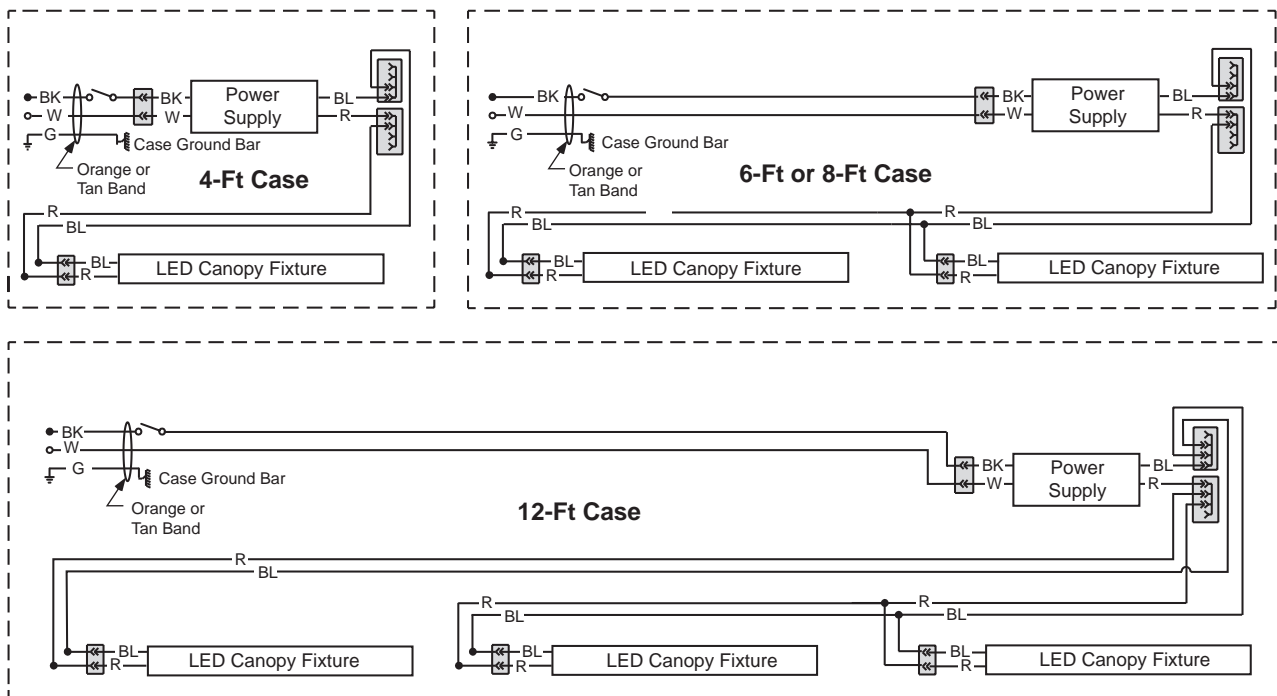 BK
BK
Power
Supply
BL
W
W
R
G
Case Ground Bar
Orange or
Tan Band
4-Ft Case
R
BL
BL
R
LED Canopy Fixture
BK
BK
Power
Supply
BL
W
W
R
G
Case Ground Bar
Orange or
Tan Band
6-Ft or 8-Ft Case
R
R
BL
BL
BL
R
LED Canopy Fixture
BL
R
LED Canopy Fixture
BK
W
G
Case Ground Bar
Orange or
Tan Band
BK
W
Power
Supply
BL
R
12-Ft Case
R
BL
R
R
BL
BL
BL
R
LED Canopy Fixture
BL
R
LED Canopy Fixture
BL
R
LED Canopy Fixture